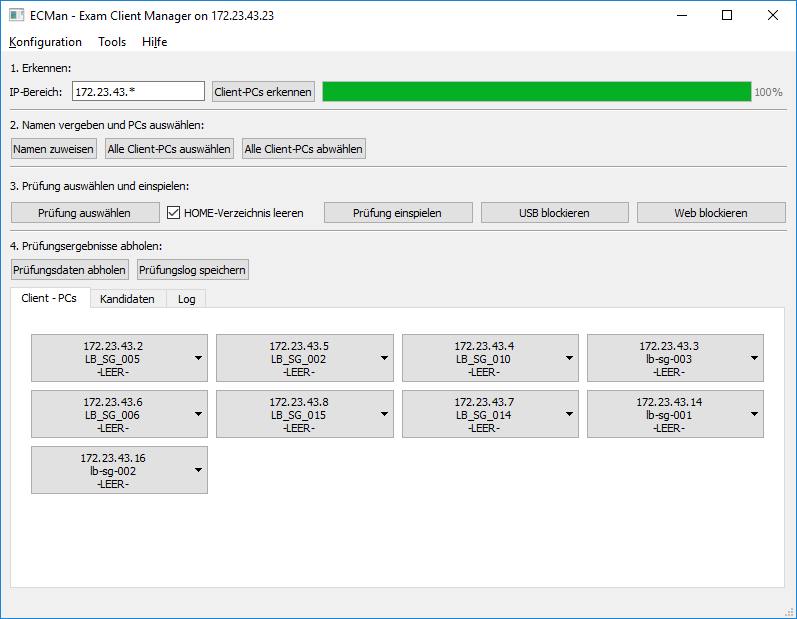 ECMan - Exam Client Manager on 172.23.43.23
Konfiguration Tools Hilfe
1. Erkennen:
IP-Bereich: 172.23.43.* Client-PCs erkennen 100%
2. Namen vergeben und PCs auswählen:
Namen zuweisen Alle Client-PCs auswählen Alle Client-PCs abwählen
3. Prüfung auswählen und einspielen:
Prüfung auswählen HOME-Verzeichnis leeren Prüfung einspielen USB blockieren Web blockieren
4. Prüfungsergebnisse abholen:
Prüfungsdaten abholen Prüfungslog speichern
Client - PCs Kandidaten Log
172.23.43.2 172.23.43.5 172.23.43.4 172.23.43.3
LB_SG_005 LB_SG_002 LB_SG_010 lb-sg-003
-LEER- -LEER- -LEER- -LEER-
172.23.43.6 172.23.43.8 172.23.43.7 172.23.43.14
LB_SG_006 LB_SG_015 LB_SG_014 lb-sg-001
-LEER- -LEER- -LEER- -LEER-
172.23.43.16
lb-sg-002
-LEER-